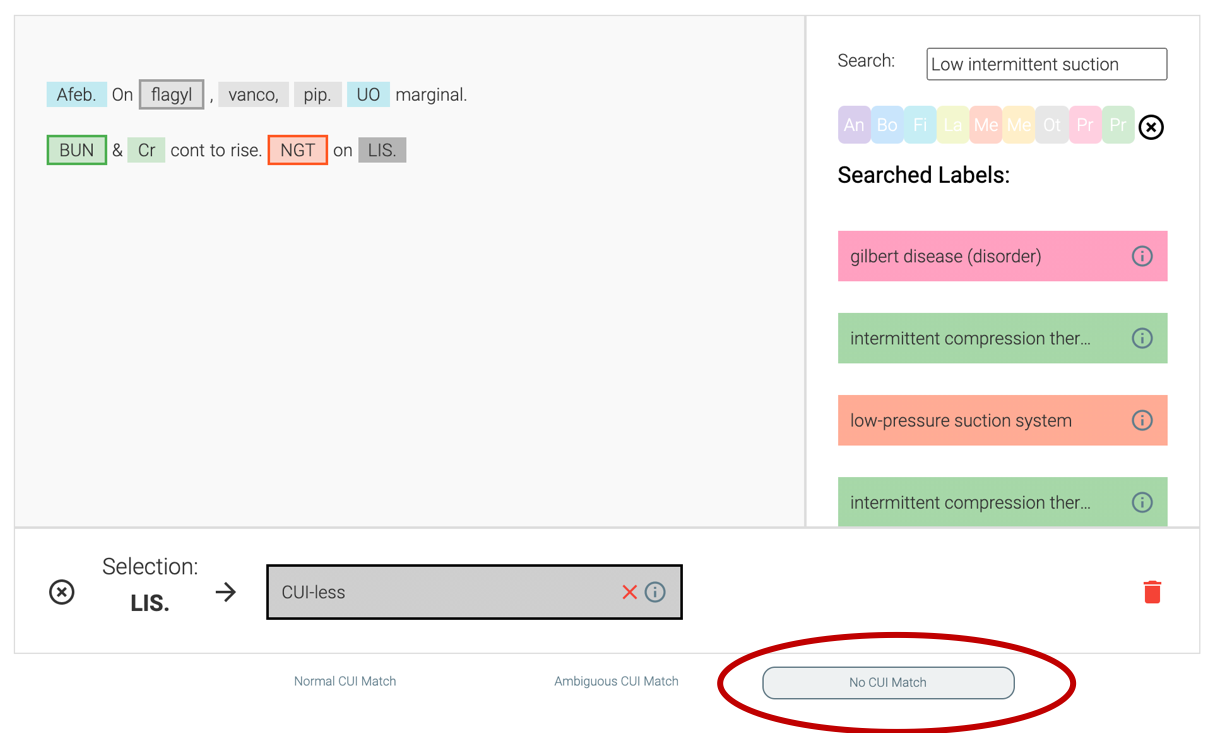 Afeb. On flagyl , vanco, pip. UO marginal.
BUN & Cr cont to rise. NGT on LIS.
Search: Low intermittent suction
An Bo Fi La Me Me Ot Pr Pr
Searched Labels:
gilbert disease (disorder)
intermittent compression ther...
low-pressure suction system
intermittent compression ther...
Selection:
LIS.
CUI-less
Normal CUI Match Ambiguous CUI Match No CUI Match